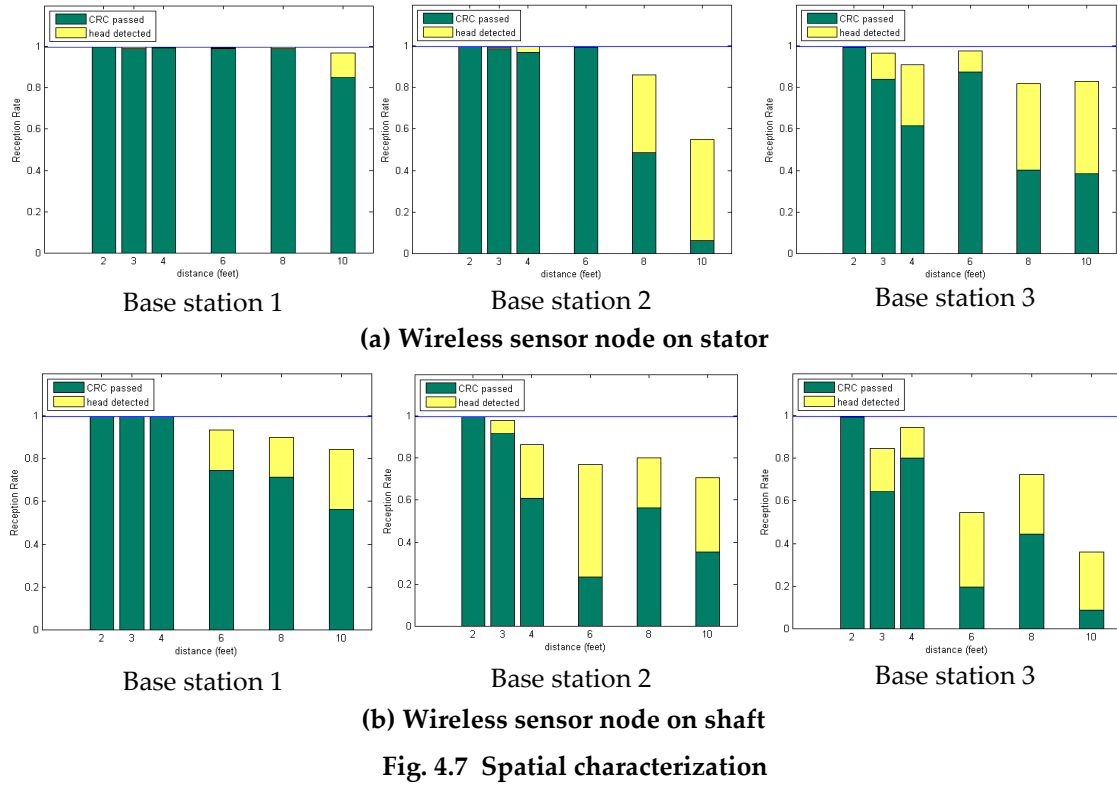 CRC passed
head detected
1
0.8
0.6
0.4
0.2
0
Reception Rate
2 3 4 6 8 10
distance (feet)
Base station 1
CRC passed
head detected
1
0.8
0.6
0.4
0.2
0
Reception Rate
2 3 4 6 8 10
distance (feet)
Base station 2
CRC passed
head detected
1
0.8
0.6
0.4
0.2
0
Reception Rate
2 3 4 6 8 10
distance (feet)
Base station 3
(a) Wireless sensor node on stator
CRC passed
head detected
1
0.8
0.6
0.4
0.2
0
Reception Rate
2 3 4 6 8 10
distance (feet)
Base station 1
CRC passed
head detected
1
0.8
0.6
0.4
0.2
0
Reception Rate
2 3 4 6 8 10
distance (feet)
Base station 2
CRC passed
head detected
1
0.8
0.6
0.4
0.2
0
Reception Rate
2 3 4 6 8 10
distance (feet)
Base station 3
(b) Wireless sensor node on shaft
Fig. 4.7 Spatial characterization